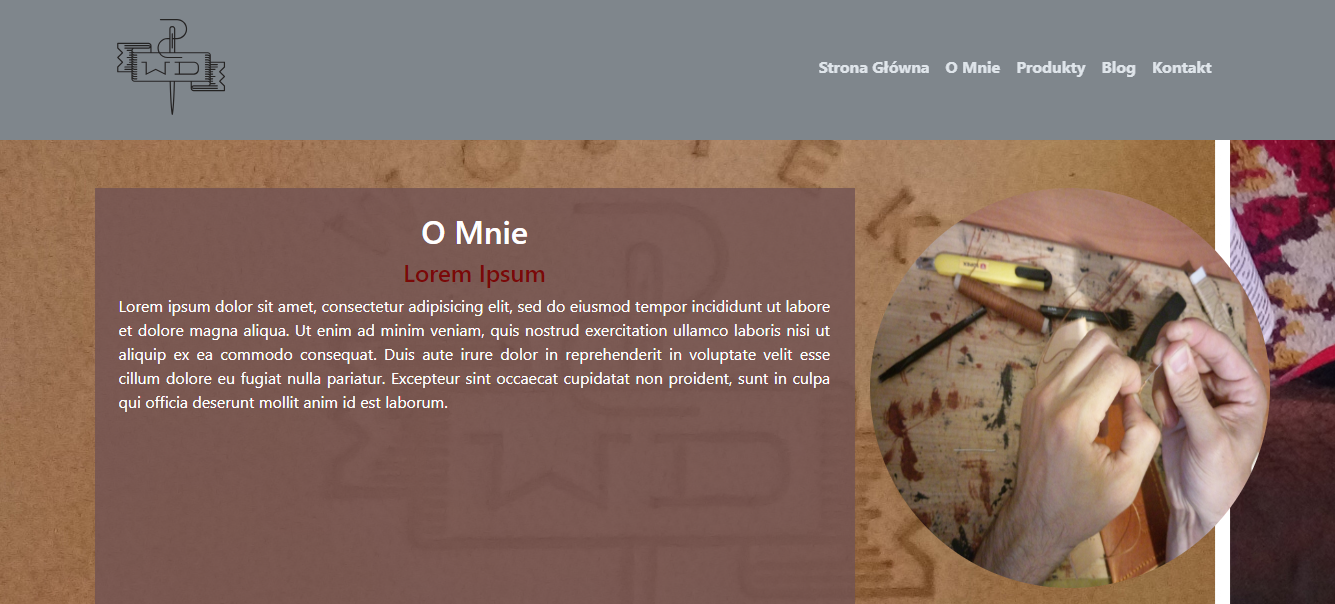 WD
Strona Główna O Mnie Produkty Blog Kontakt
O Mnie
Lorem Ipsum
Lorem ipsum dolor sit amet, consectetur adipisicing elit, sed do eiusmod tempor incididunt ut labore
et dolore magna aliqua. Ut enim ad minim veniam, quis nostrud exercitation ullamco laboris nisi ut
aliquip ex ea commodo consequat. Duis aute irure dolor in reprehenderit in voluptate velit esse
cillum dolore eu fugiat nulla pariatur. Excepteur sint occaecat cupidatat non proident, sunt in culpa
qui officia deserunt mollit anim id est laborum.
WD